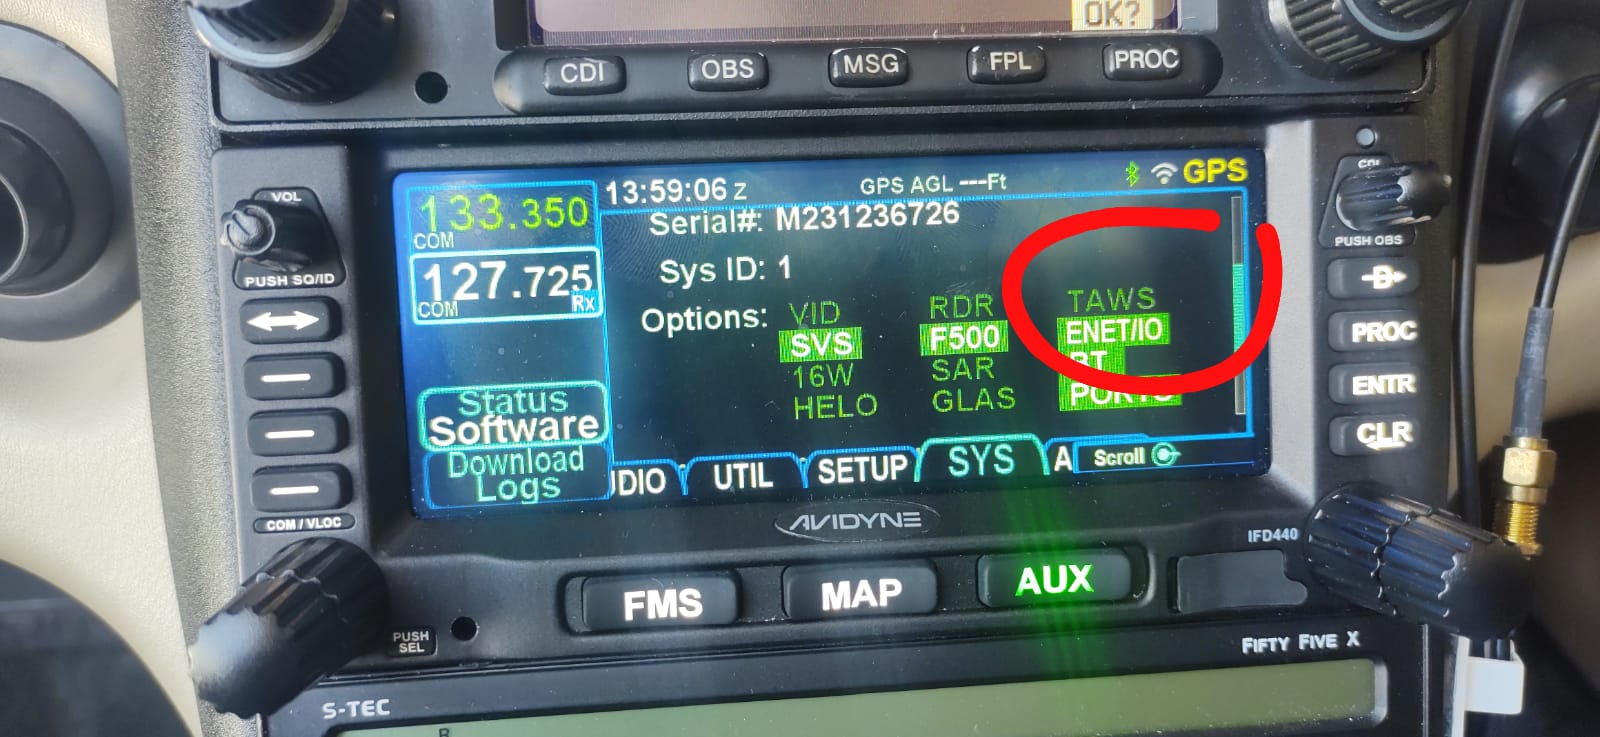 OK?
CDI OBS MSG FPL PROC
VOL
PUSH SQ/ID
133.350
COM
127.725
COM Rx
13:59:06 Z GPS AGL ---Ft GPS
Serial#: M231236726
Sys ID: 1
Options: VID RDR TAWS
SVS F500 ENET/IO
16W SAR BT
HELO GLAS
Status
Software
Download
Logs
DIO UTIL SETUP SYS A Scroll
COM / VLOC
AVIDYNE
PUSH OBS
D
PROC
ENTR
CLR
IFD440
FMS MAP AUX
PUSH
SEL
S-TEC
FIFTY FIVE X
R